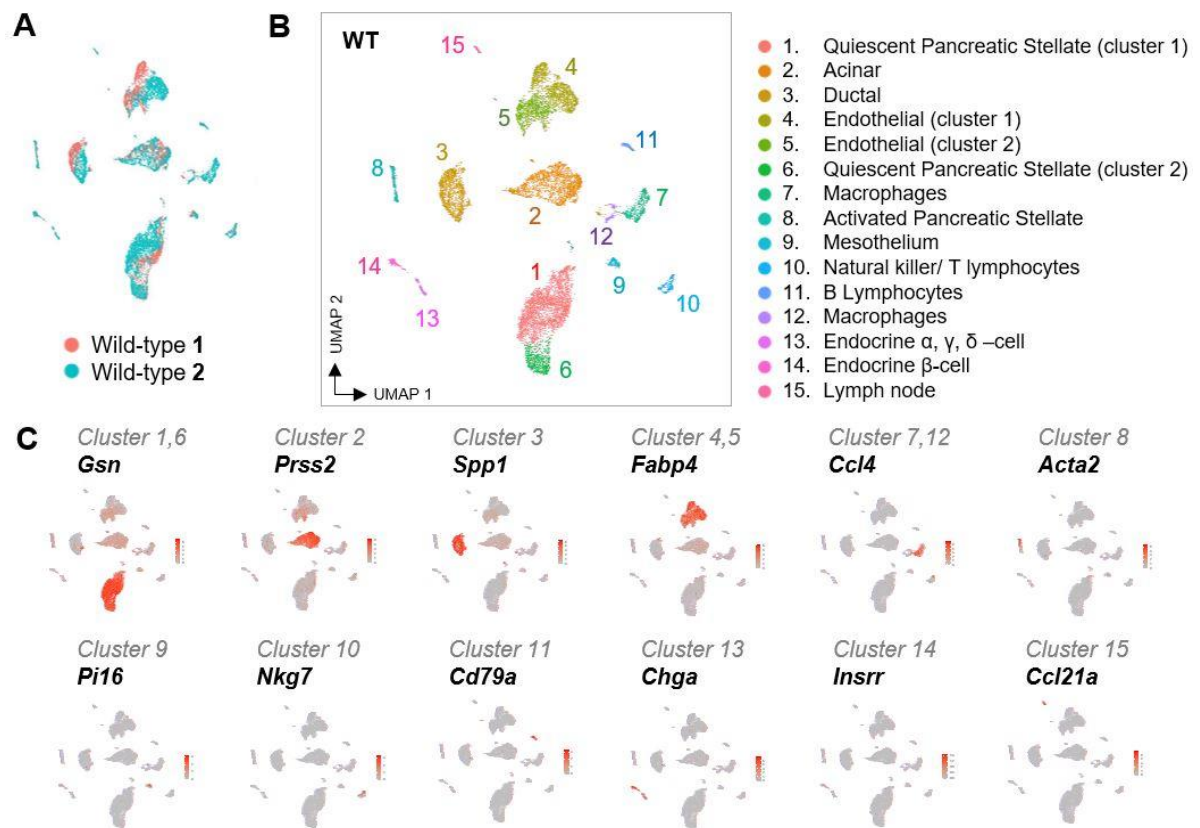 A
Wild-type 1
Wild-type 2
B
WT
15
4
5
11
3
8
7
2
12
14
1
9
13
10
6
UMAP 2
UMAP 1
1. Quiescent Pancreatic Stellate (cluster 1)
2. Acinar
3. Ductal
4. Endothelial (cluster 1)
5. Endothelial (cluster 2)
6. Quiescent Pancreatic Stellate (cluster 2)
7. Macrophages
8. Activated Pancreatic Stellate
9. Mesothelium
10. Natural killer/ T lymphocytes
11. B Lymphocytes
12. Macrophages
13. Endocrine α, γ, δ –cell
14. Endocrine β-cell
15. Lymph node
C
Cluster 1,6
Gsn
Cluster 2
Prss2
Cluster 3
Spp1
Cluster 4,5
Fabp4
Cluster 7,12
Ccl4
Cluster 8
Acta2
Cluster 9
Pi16
Cluster 10
Nkg7
Cluster 11
Cd79a
Cluster 13
Chga
Cluster 14
Insrr
Cluster 15
Ccl21a